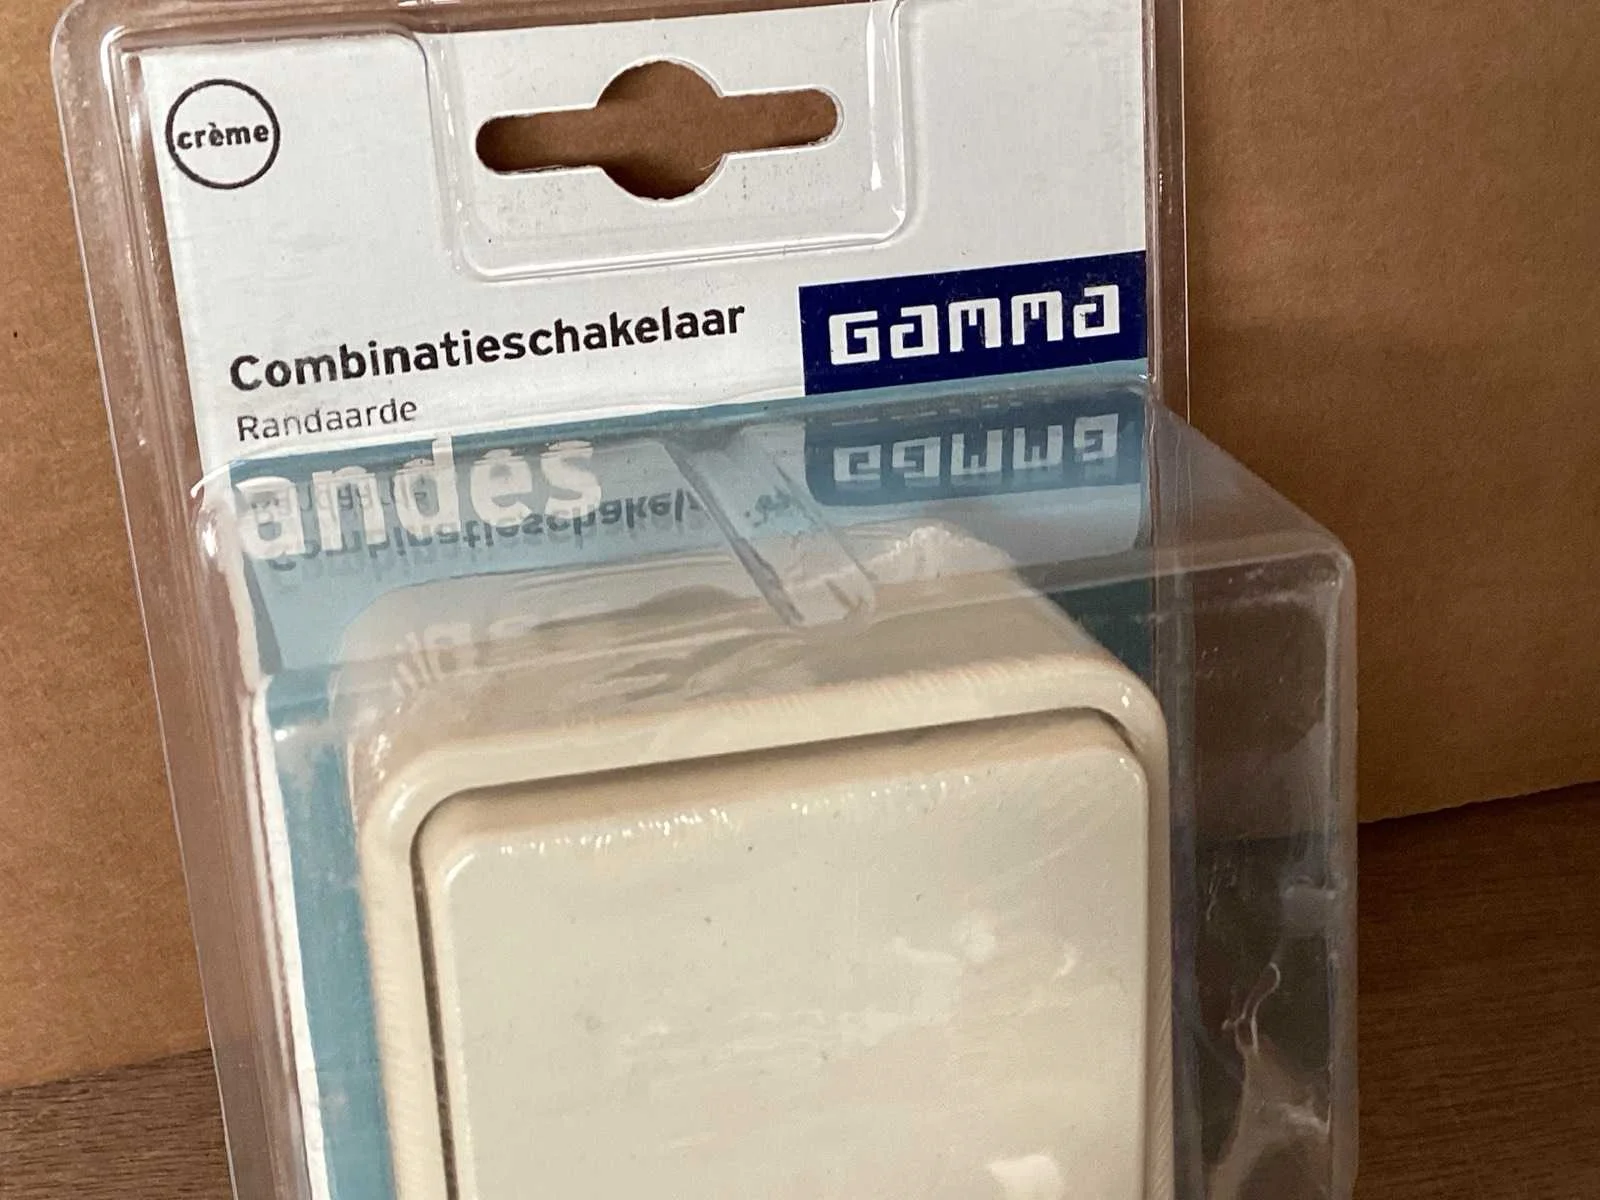 crème
Combinatieschakelaar
GAMMA
Randaarde
andes